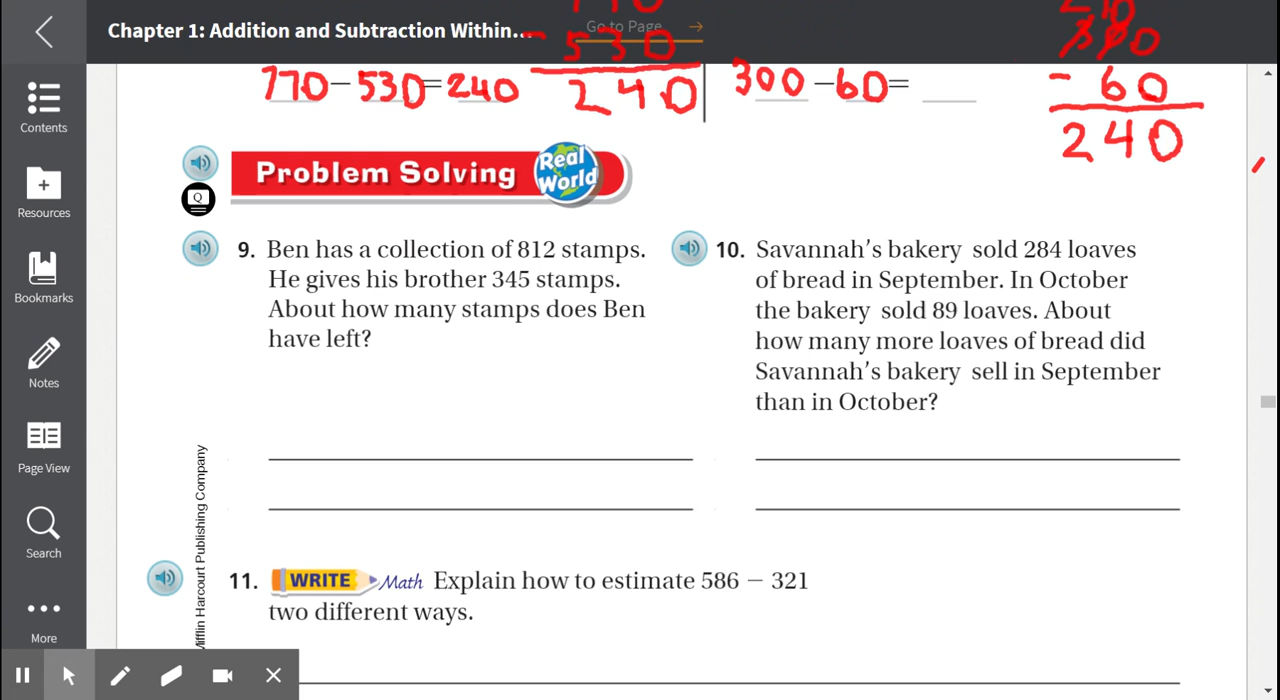 Chapter 1: Addition and Subtraction Within...
Go to Page
- 530
240
770-530=240
300-60=
- 60
240
Contents
Resources
Bookmarks
Notes
Page View
Search
More
Problem Solving Real World
Q
9. Ben has a collection of 812 stamps.
He gives his brother 345 stamps.
About how many stamps does Ben
have left?
10. Savannah's bakery sold 284 loaves
of bread in September. In October
the bakery sold 89 loaves. About
how many more loaves of bread did
Savannah's bakery sell in September
than in October?
Mifflin Harcourt Publishing Company
11. WRITE Math Explain how to estimate 586 − 321
two different ways.